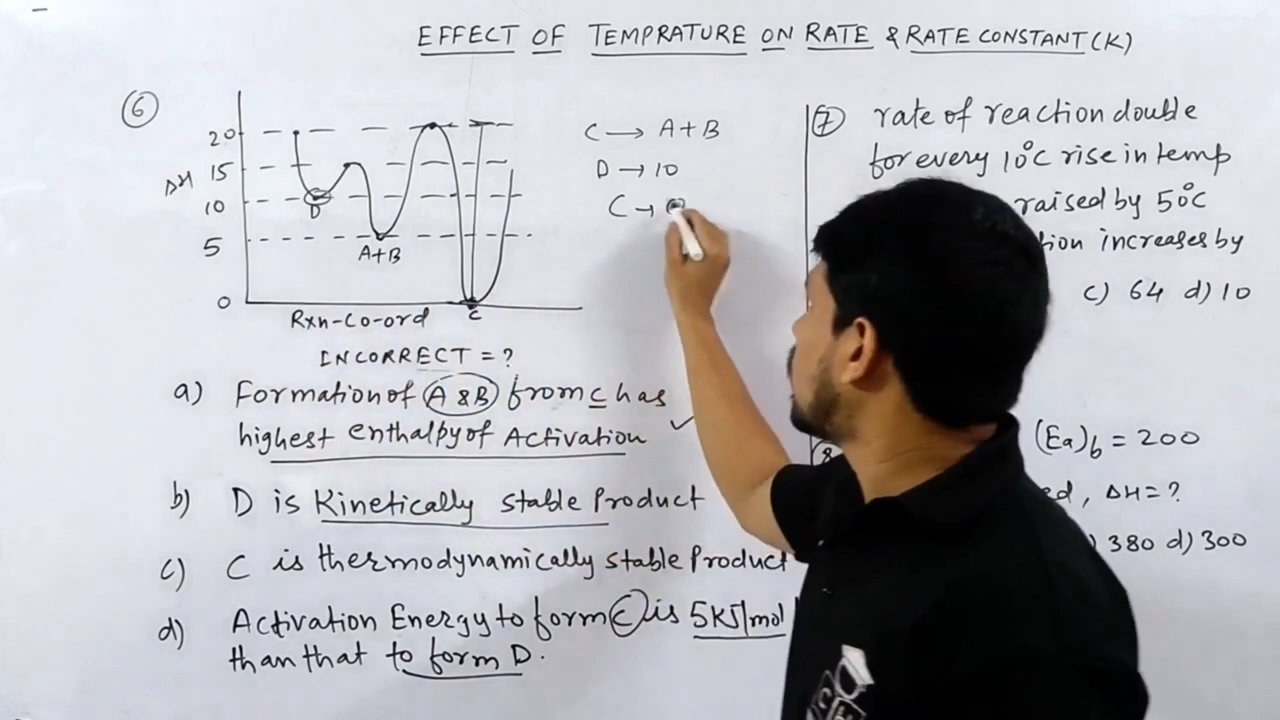 EFFECT OF TEMPRATURE ON RATE & RATE CONSTANT(K)
6
20
15
ΔH
10
5
0
D
A+B
C
Rxn-co-ord
C → A+B
D → 10
C →
INCORRECT = ?
a) Formation of A & B from C has
highest enthalpy of Activation ✓
b) D is Kinetically stable Product
c) C is thermodynamically stable Product
d) Activation Energy to form C is 5KJ/mol
than that to form D.
7 rate of reaction double
for every 10°C rise in temp
raised by 50°C
increases by
c) 64 d) 10
8
(Ea)b = 200
, ΔH = ?
) 380 d) 300